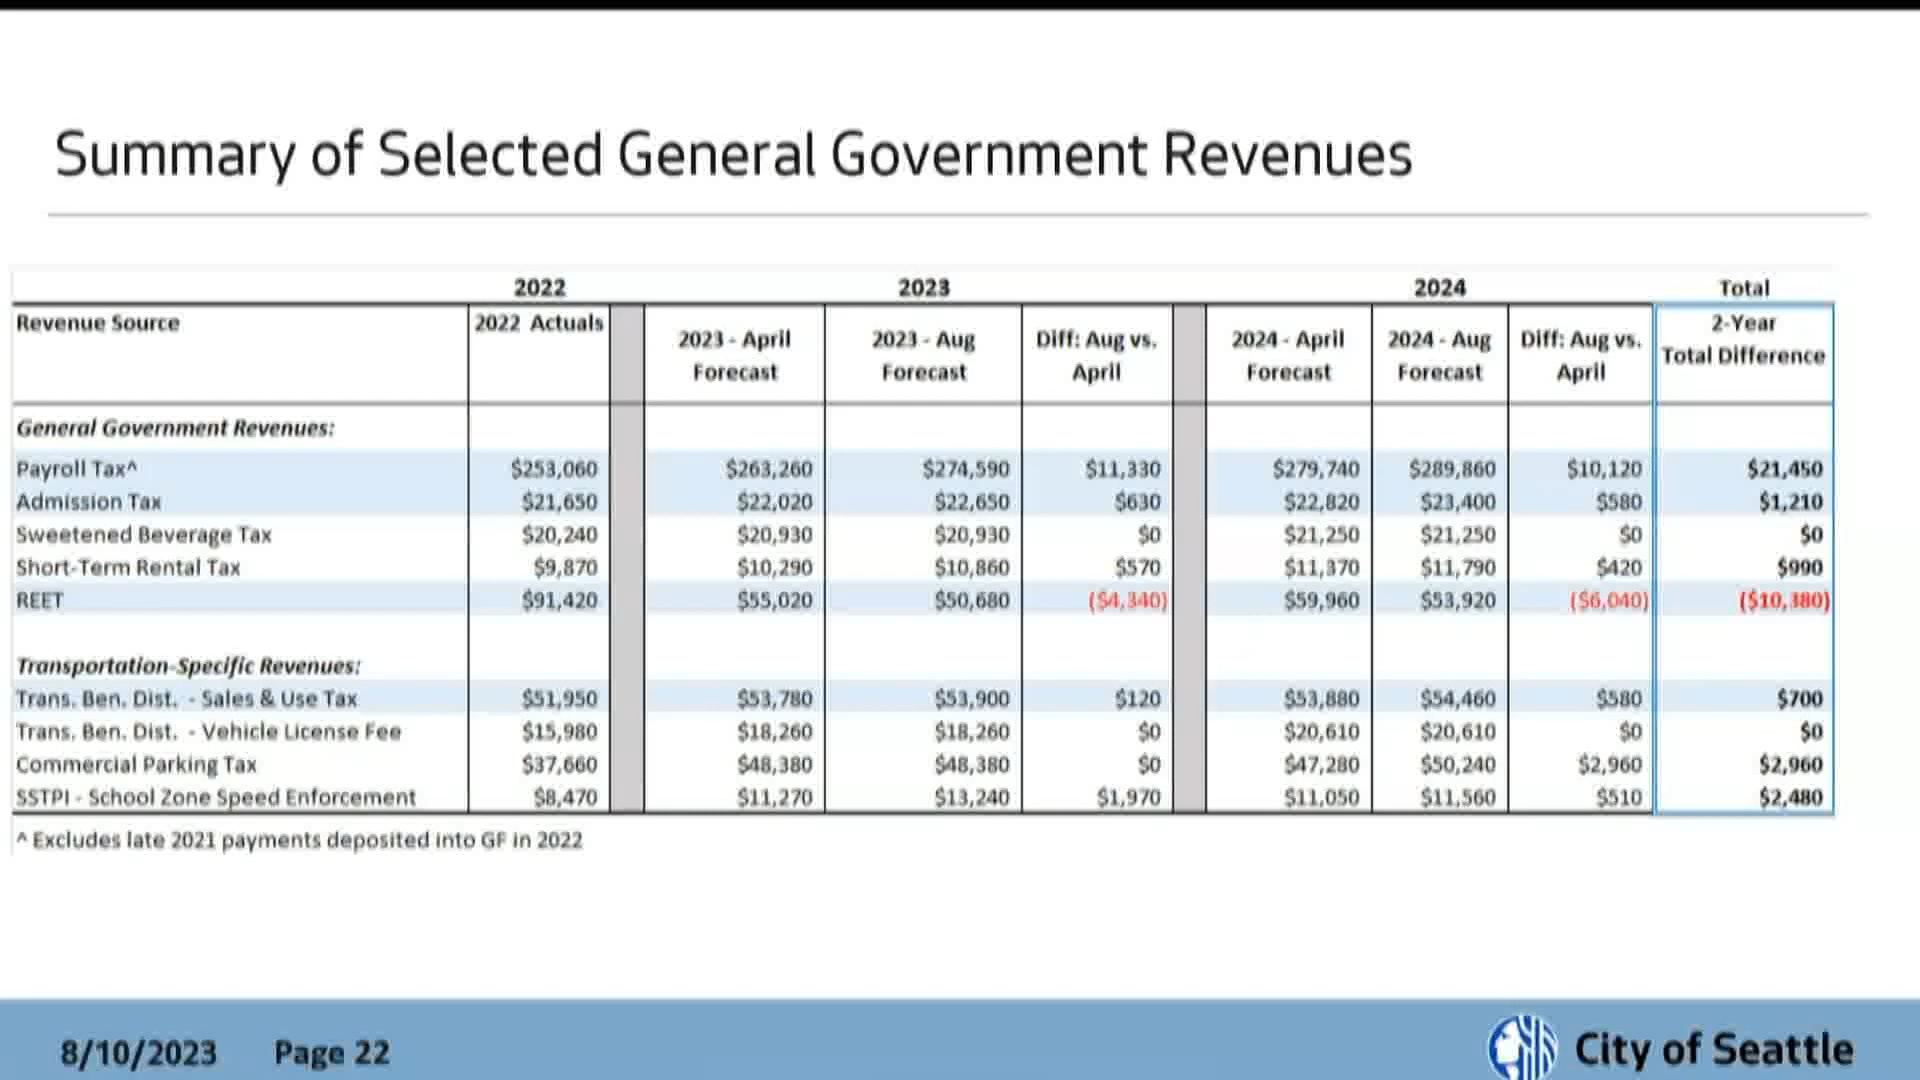 Summary of Selected General Government Revenues
2022 2023 2024 Total
Revenue Source 2022 Actuals 2023 - April Forecast 2023 - Aug Forecast Diff: Aug vs. April 2024 - April Forecast 2024 - Aug Forecast Diff: Aug vs. April 2-Year Total Difference
General Government Revenues:
Payroll Tax^ $253,060 $263,260 $274,590 $11,330 $279,740 $289,860 $10,120 $21,450
Admission Tax $21,650 $22,020 $22,650 $630 $22,820 $23,400 $580 $1,210
Sweetened Beverage Tax $20,240 $20,930 $20,930 $0 $21,250 $21,250 $0 $0
Short-Term Rental Tax $9,870 $10,290 $10,860 $570 $11,370 $11,790 $420 $990
REET $91,420 $55,020 $50,680 ($4,340) $59,960 $53,920 ($6,040) ($10,380)
Transportation-Specific Revenues:
Trans. Ben. Dist. - Sales & Use Tax $51,950 $53,780 $53,900 $120 $53,880 $54,460 $580 $700
Trans. Ben. Dist. - Vehicle License Fee $15,980 $18,260 $18,260 $0 $20,610 $20,610 $0 $0
Commercial Parking Tax $37,660 $48,380 $48,380 $0 $47,280 $50,240 $2,960 $2,960
SSTPI - School Zone Speed Enforcement $8,470 $11,270 $13,240 $1,970 $11,050 $11,560 $510 $2,480
^ Excludes late 2021 payments deposited into GF in 2022
8/10/2023 Page 22 City of Seattle